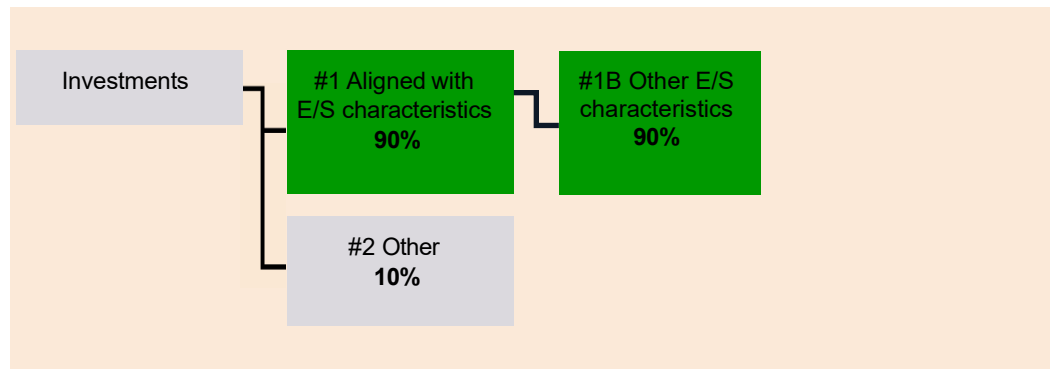 Investments
#1 Aligned with
E/S characteristics
90%
#1B Other E/S
characteristics
90%
#2 Other
10%